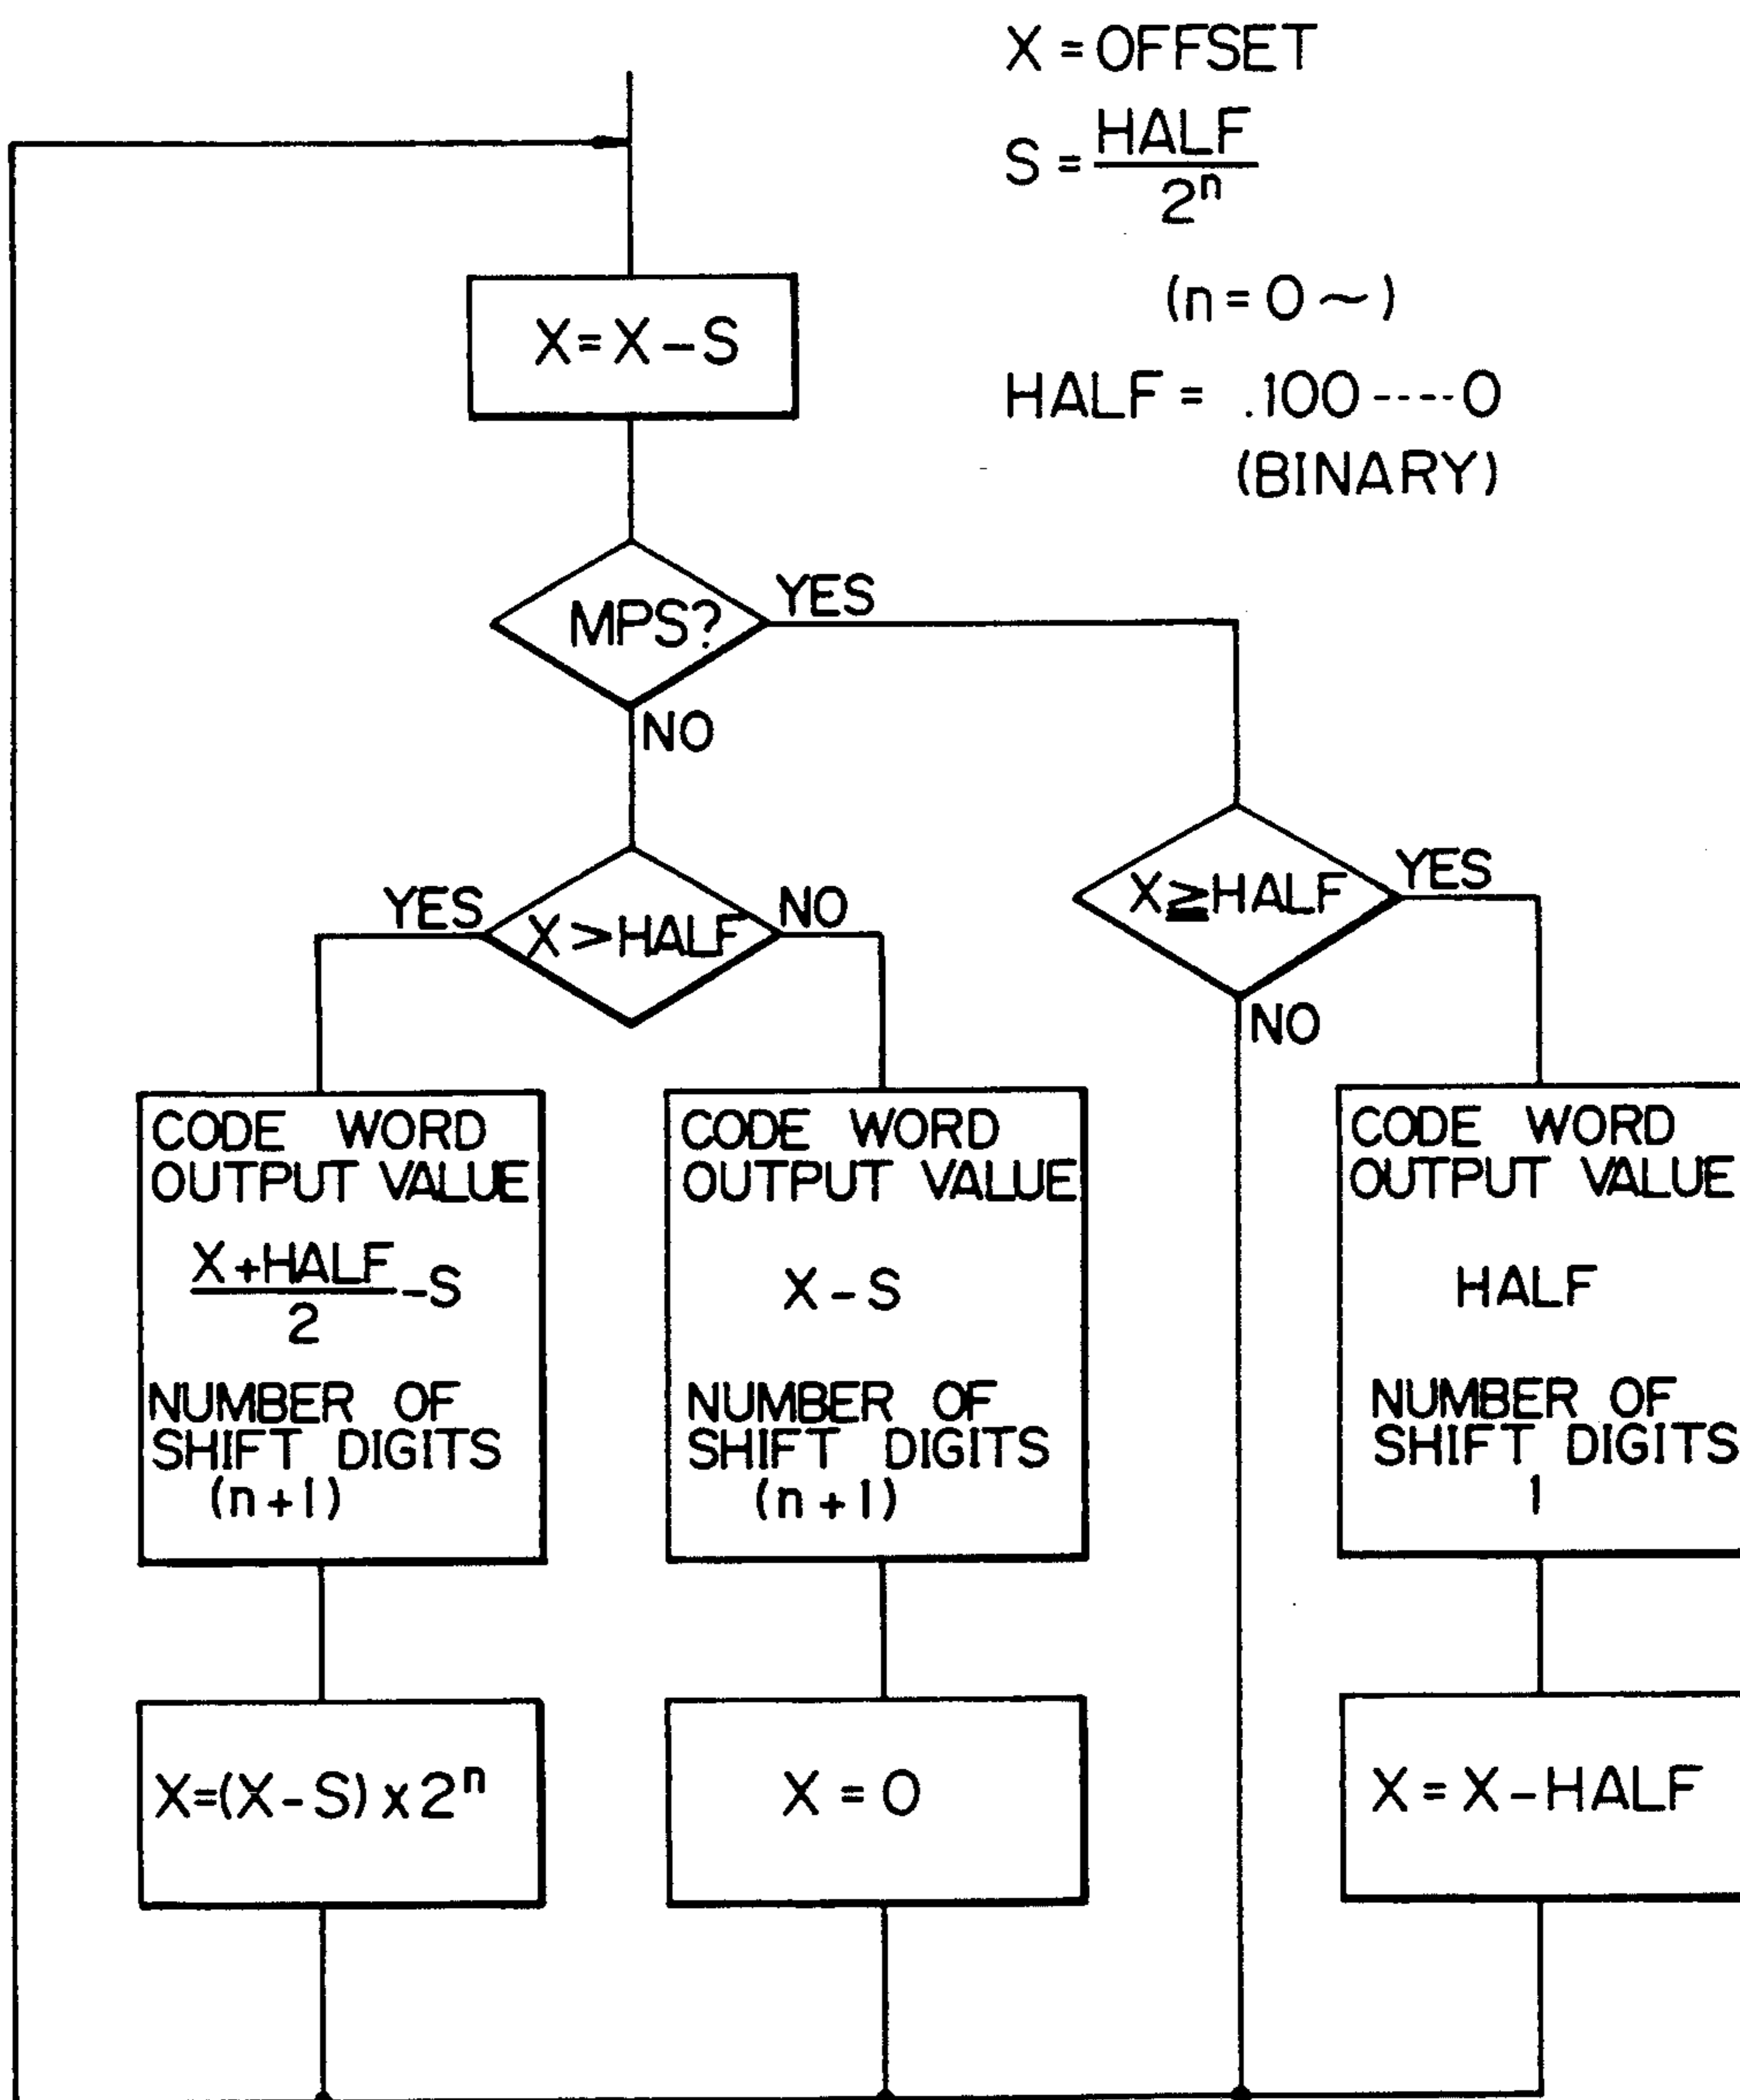 X = OFFSET
S = HALF / 2ⁿ
(n = 0 ~ )
HALF = .100----0
(BINARY)
X = X - S
MPS?
YES
NO
X > HALF
YES
NO
X ≧ HALF
YES
NO
CODE WORD
OUTPUT VALUE
X + HALF / 2 - S
NUMBER OF
SHIFT DIGITS
(n + 1)
CODE WORD
OUTPUT VALUE
X - S
NUMBER OF
SHIFT DIGITS
(n + 1)
CODE WORD
OUTPUT VALUE
HALF
NUMBER OF
SHIFT DIGITS
1
X=(X-S) x 2ⁿ
X = 0
X = X - HALF